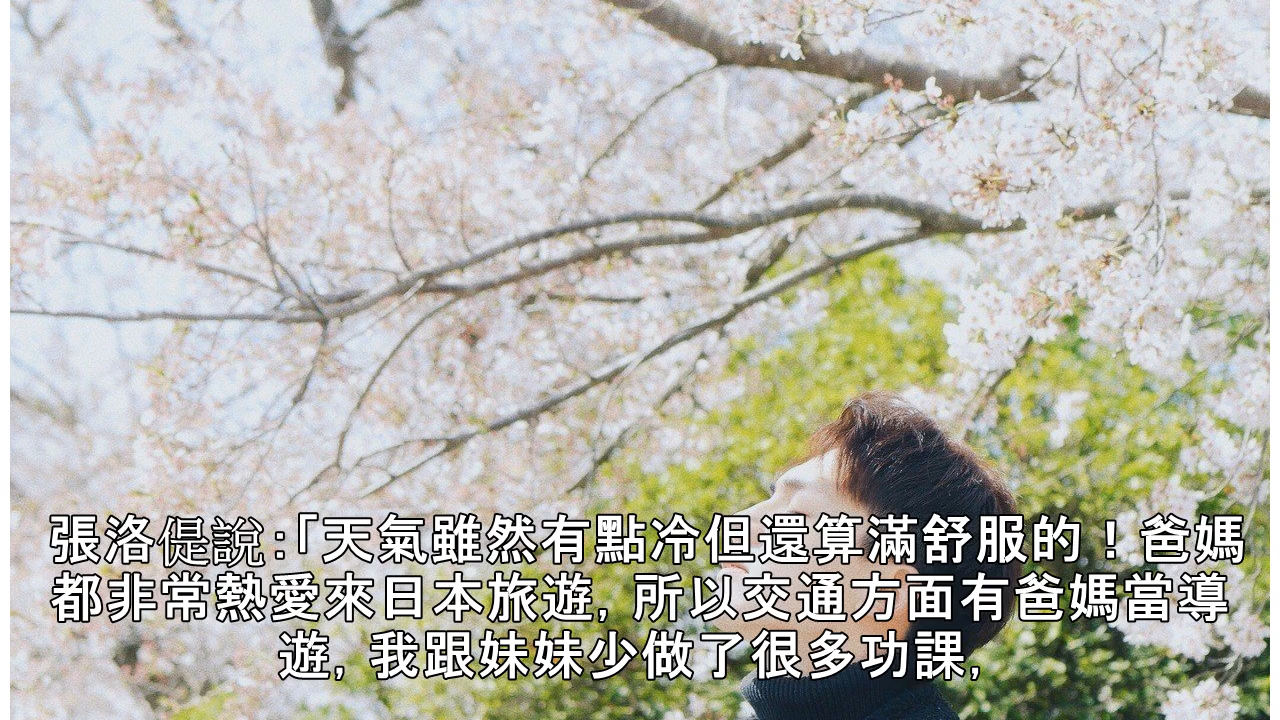 張洛偍說:「天氣雖然有點冷但還算滿舒服的！爸媽
都非常熱愛來日本旅遊, 所以交通方面有爸媽當導
遊, 我跟妹妹少做了很多功課,